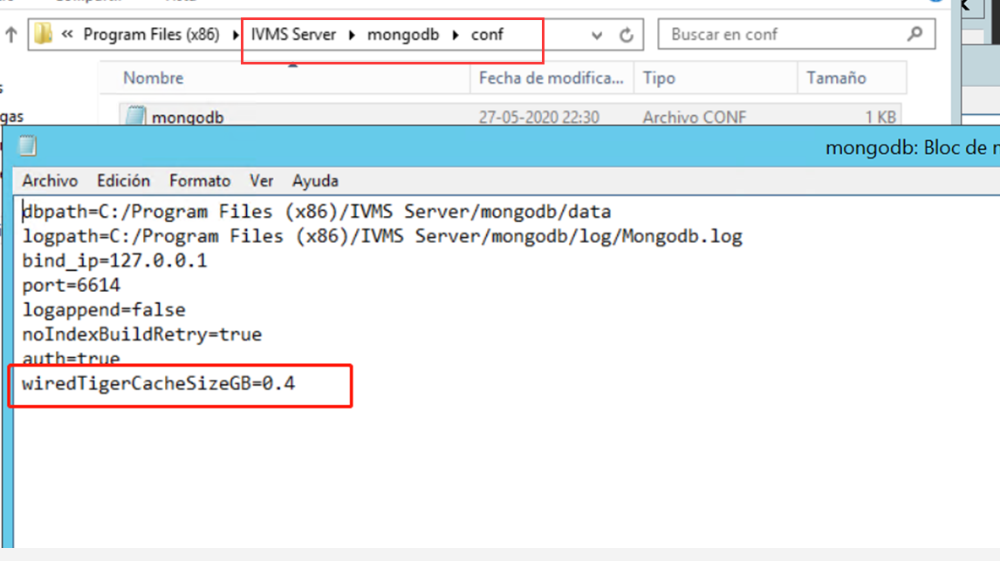 « Program Files (x86) IVMS Server mongodb conf
Buscar en conf
Nombre
Fecha de modifica...
Tipo
Tamaño
gas
mongodb
27-05-2020 22:30
Archivo CONF
1 KB
mongodb: Bloc de
Archivo Edición Formato Ver Ayuda
dbpath=C:/Program Files (x86)/IVMS Server/mongodb/data
logpath=C:/Program Files (x86)/IVMS Server/mongodb/log/Mongodb.log
bind_ip=127.0.0.1
port=6614
logappend=false
noIndexBuildRetry=true
auth=true
wiredTigerCacheSizeGB=0.4